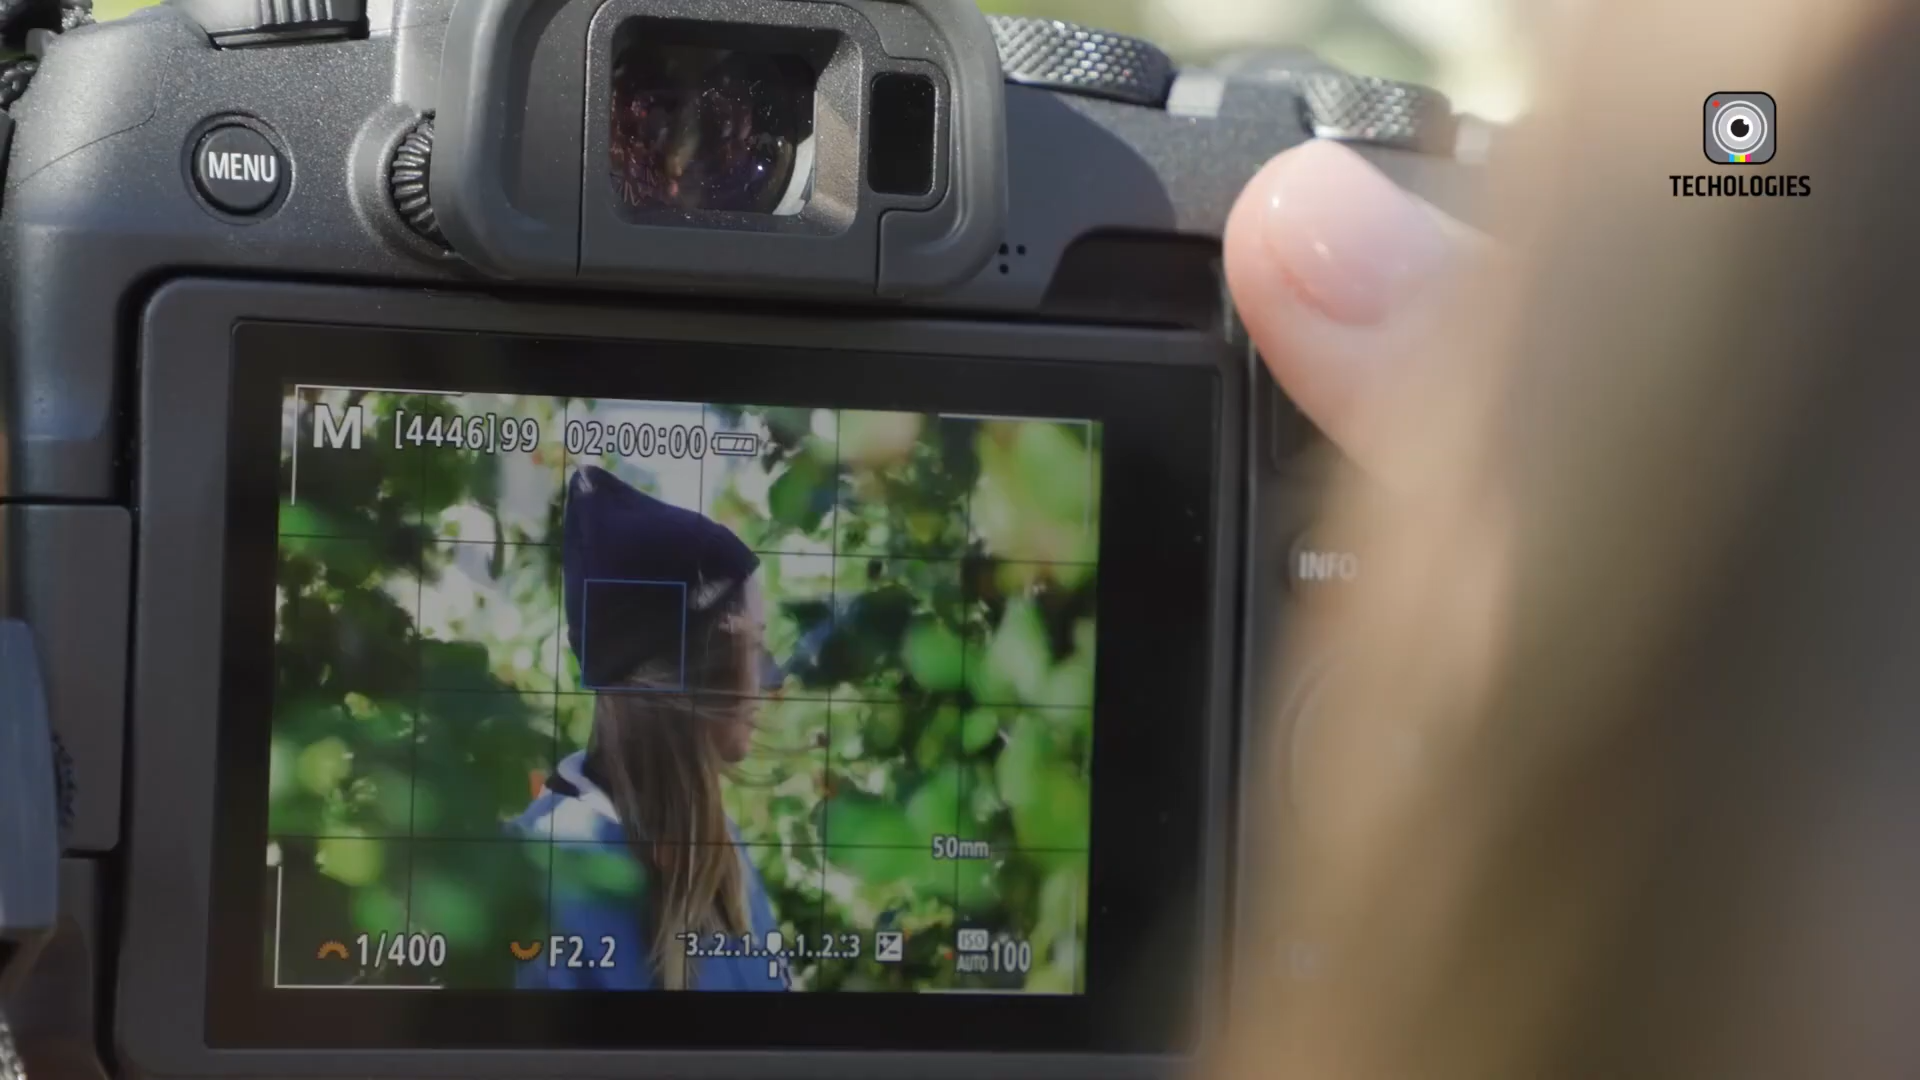 MENU
TECHOLOGIES
M [4446]99 02:00:00
INFO
50mm
1/400 F2.2 -3..2..1..0..1..2..+3 ISO AUTO 100